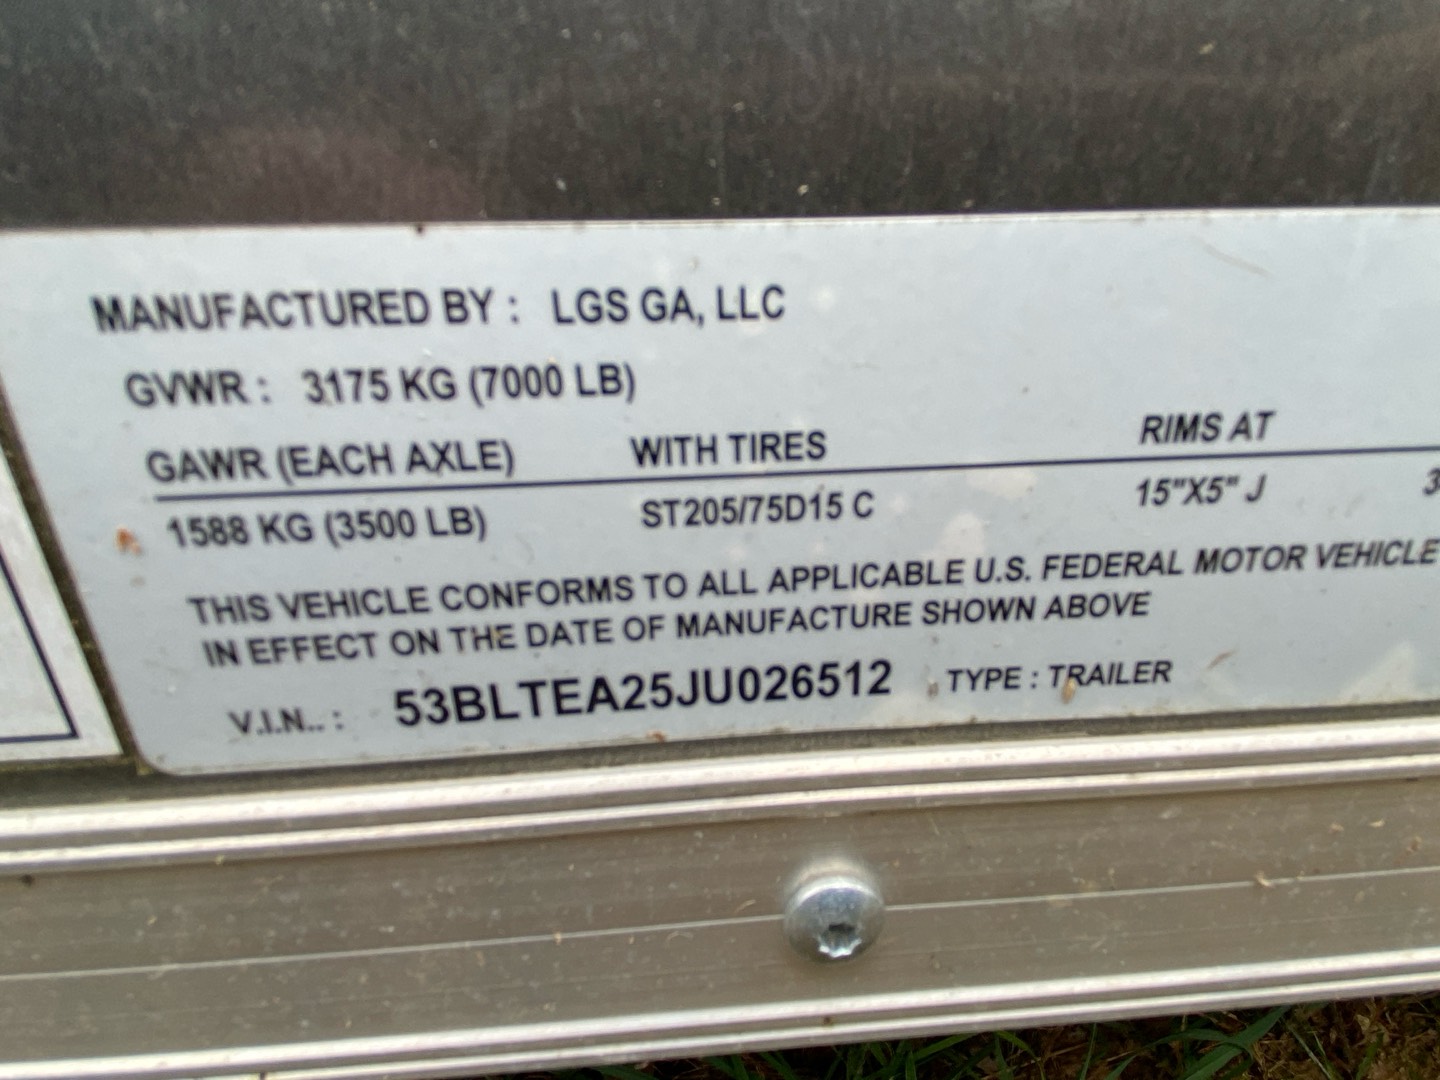 MANUFACTURED BY : LGS GA, LLC
GVWR : 3175 KG (7000 LB)
GAWR (EACH AXLE) WITH TIRES RIMS AT
1588 KG (3500 LB) ST205/75D15 C 15"X5" J 3
THIS VEHICLE CONFORMS TO ALL APPLICABLE U.S. FEDERAL MOTOR VEHICLE
IN EFFECT ON THE DATE OF MANUFACTURE SHOWN ABOVE
V.I.N.. : 53BLTEA25JU026512 TYPE : TRAILER